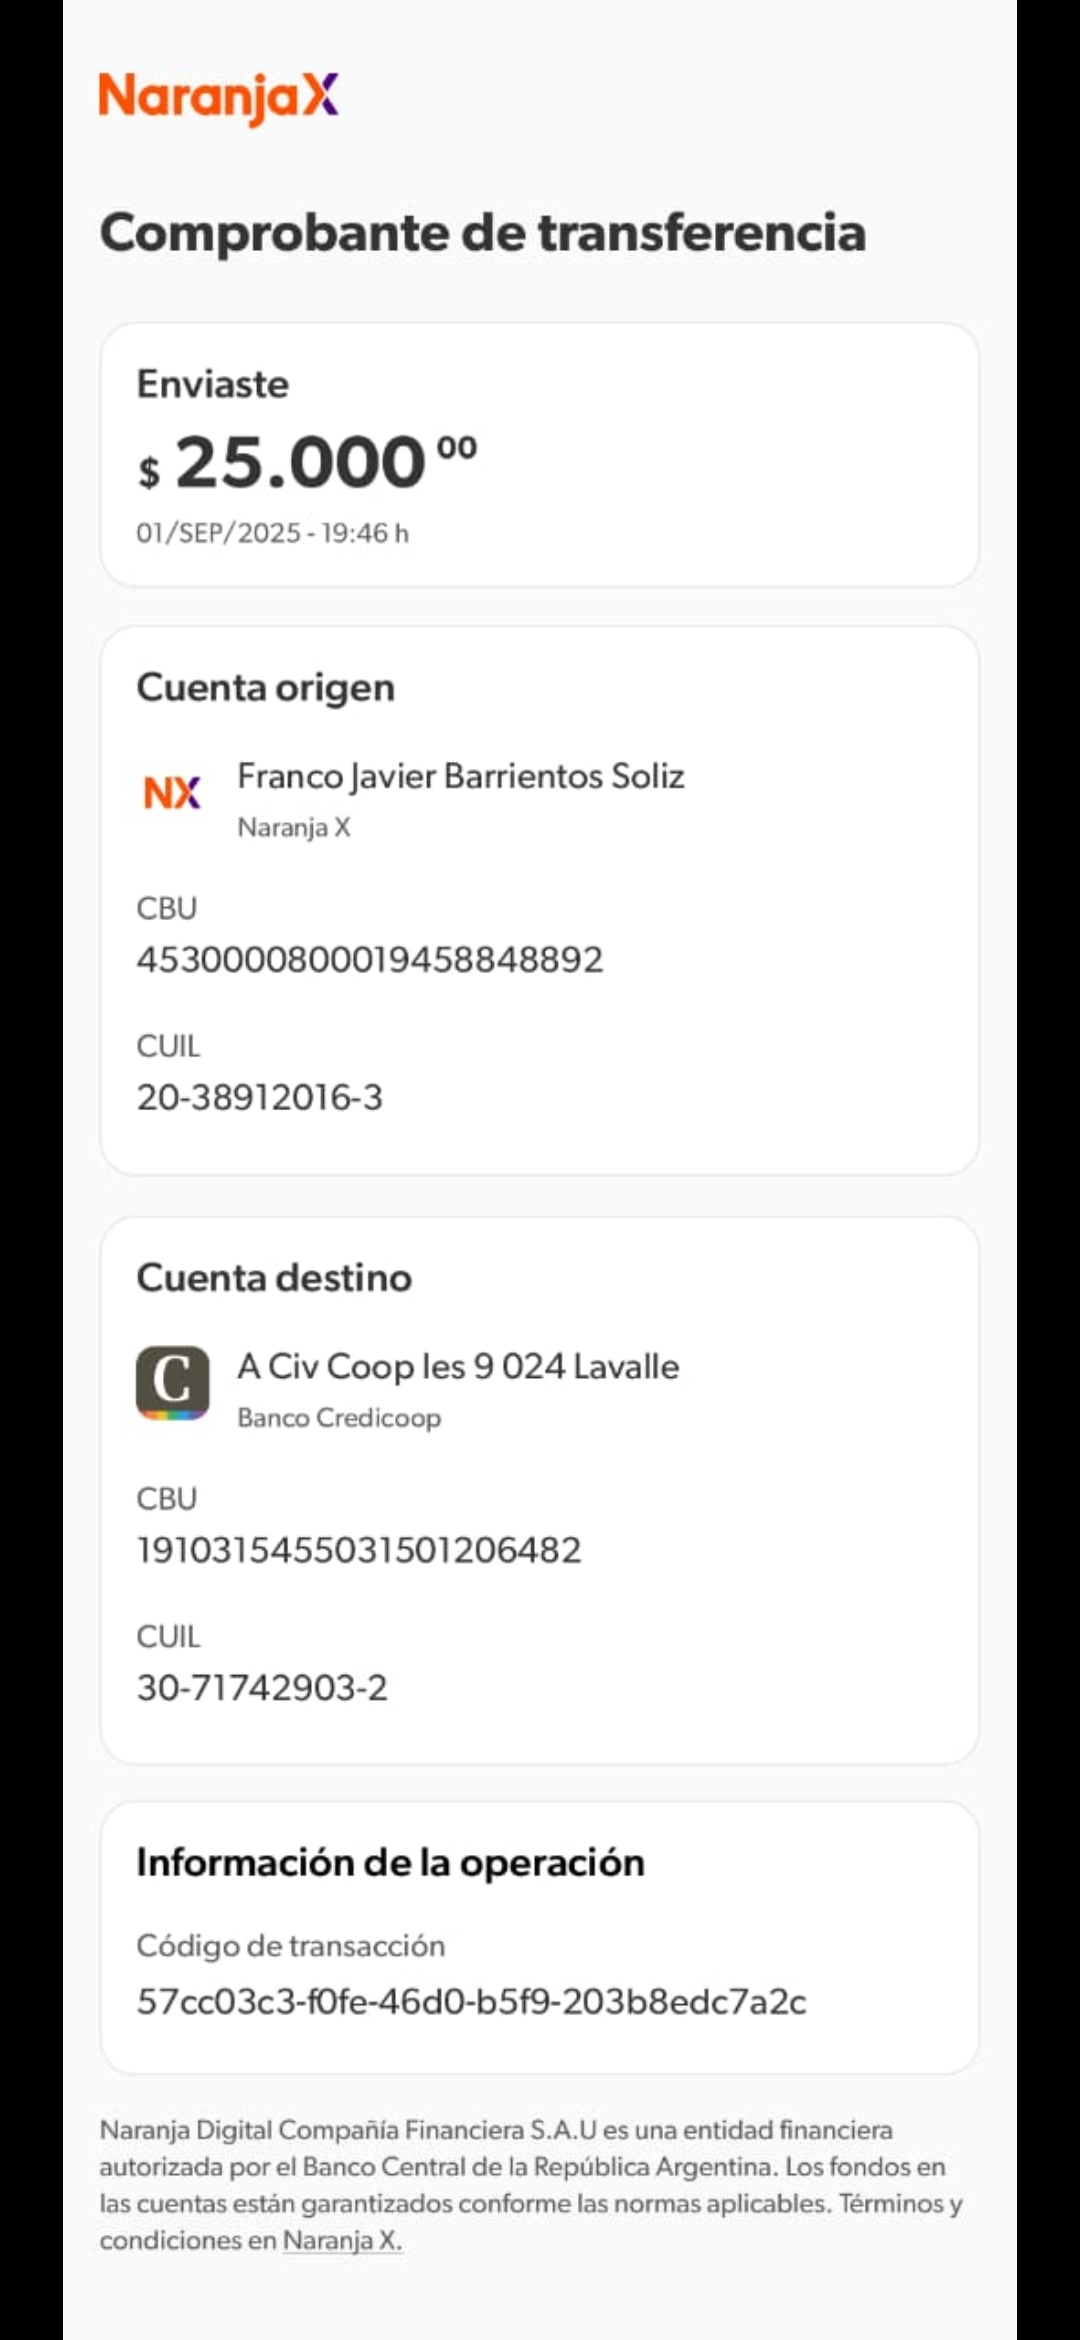 NaranjaX
Comprobante de transferencia
Enviaste
$ 25.000 00
01/SEP/2025 - 19:46 h
Cuenta origen
NX
Franco Javier Barrientos Soliz
Naranja X
CBU
4530000800019458848892
CUIL
20-38912016-3
Cuenta destino
C
A Civ Coop les 9 024 Lavalle
Banco Credicoop
CBU
1910315455031501206482
CUIL
30-71742903-2
Información de la operación
Código de transacción
57cc03c3-f0fe-46d0-b5f9-203b8edc7a2c
Naranja Digital Compañía Financiera S.A.U es una entidad financiera
autorizada por el Banco Central de la República Argentina. Los fondos en
las cuentas están garantizados conforme las normas aplicables. Términos y
condiciones en Naranja X.